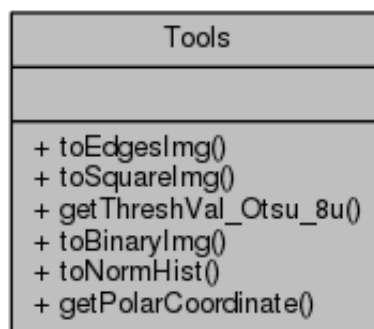 Tools
+ toEdgesImg()
+ toSquareImg()
+ getThreshVal_Otsu_8u()
+ toBinaryImg()
+ toNormHist()
+ getPolarCoordinate()